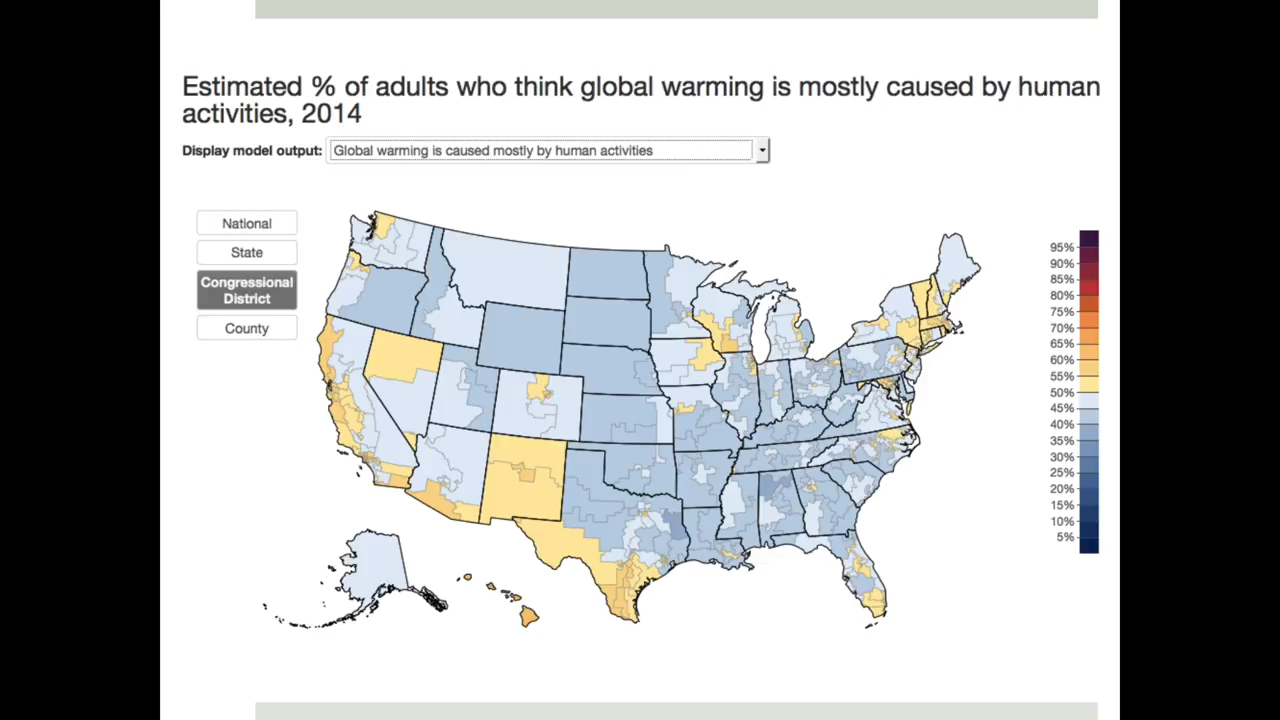 Estimated % of adults who think global warming is mostly caused by human
activities, 2014
Display model output: Global warming is caused mostly by human activities
National
State
Congressional
District
County
95%
90%
85%
80%
75%
70%
65%
60%
55%
50%
45%
40%
35%
30%
25%
20%
15%
10%
5%